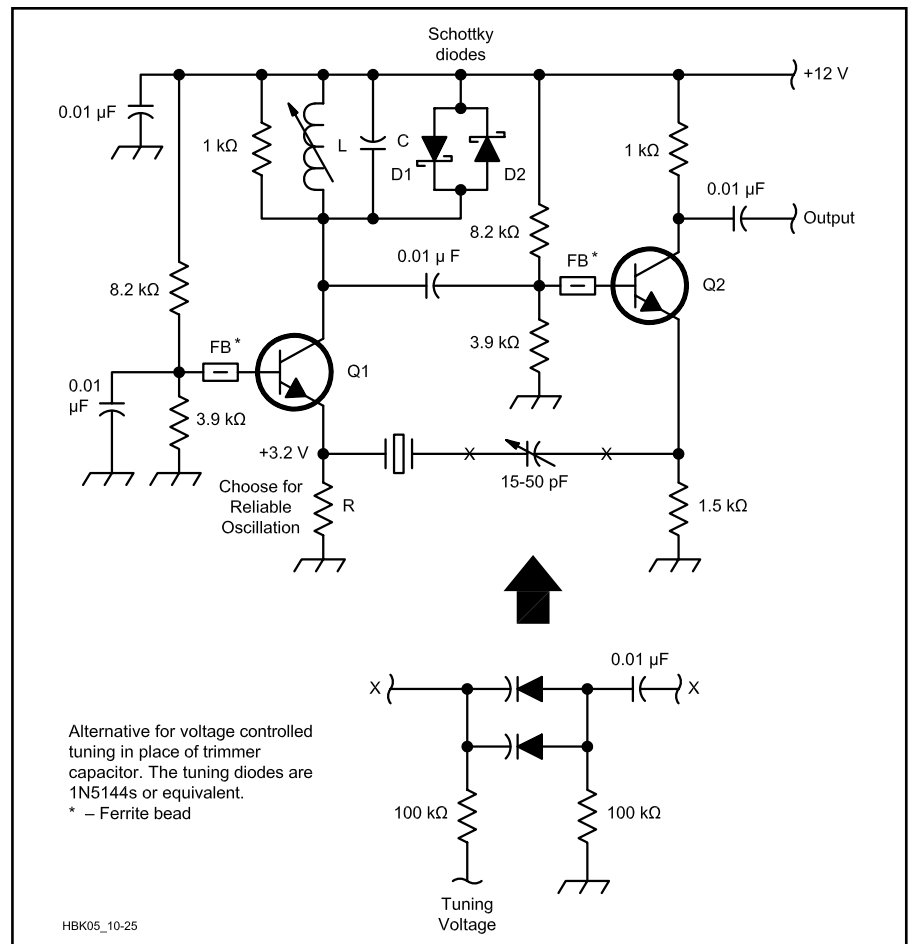 Schottky
diodes
+12 V
0.01 µF
1 kΩ
L
C
D1
D2
1 kΩ
0.01 µF
Output
8.2 kΩ
0.01 µ F
FB *
Q2
8.2 kΩ
3.9 kΩ
FB *
Q1
0.01
µF
3.9 kΩ
+3.2 V
X
X
15-50 pF
Choose for
Reliable
Oscillation
R
1.5 kΩ
0.01 µF
X
X
Alternative for voltage controlled
tuning in place of trimmer
capacitor. The tuning diodes are
1N5144s or equivalent.
* – Ferrite bead
100 kΩ
100 kΩ
Tuning
Voltage
HBK05_10-25